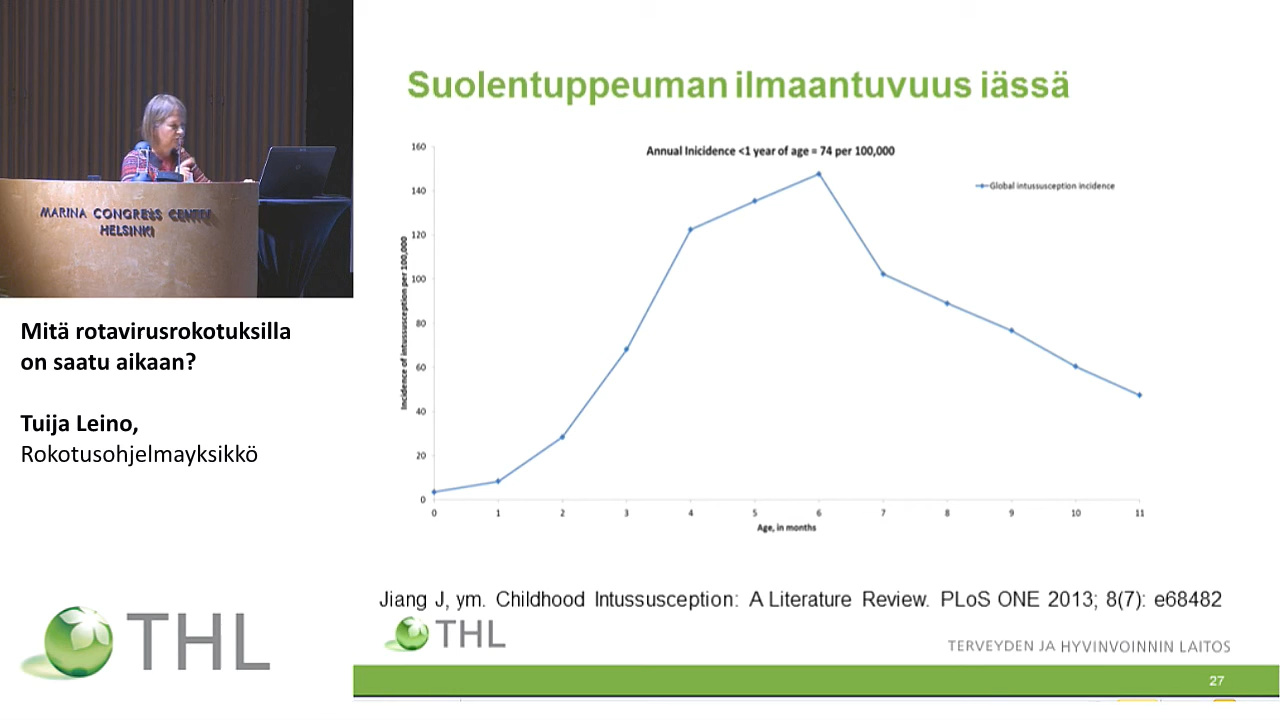 MARINA CONGRESS CENTER
HELSINKI
Mitä rotavirusrokotuksilla
on saatu aikaan?
Tuija Leino,
Rokotusohjelmayksikkö
THL
Suolentuppeuman ilmaantuvuus iässä
Annual Inicidence <1 year of age = 74 per 100,000
Global intussusception incidence
Incidence of intussusception per 100,000
160
140
120
100
80
60
40
20
0
0 1 2 3 4 5 6 7 8 9 10 11
Age, in months
Jiang J, ym. Childhood Intussusception: A Literature Review. PLoS ONE 2013; 8(7): e68482
THL
TERVEYDEN JA HYVINVOINNIN LAITOS
27